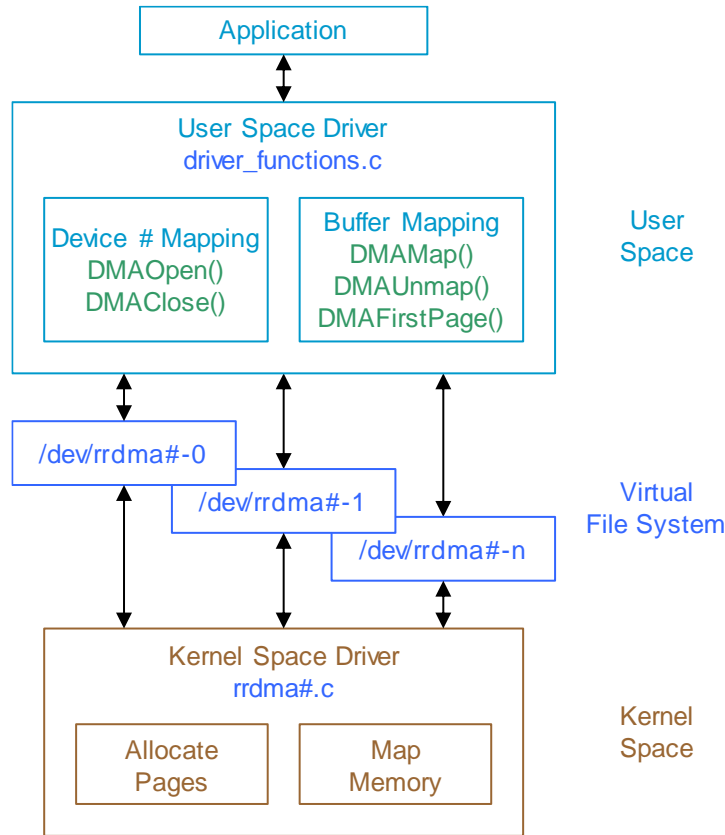 Application
User Space Driver
driver_functions.c
Device # Mapping
DMAOpen()
DMAClose()
Buffer Mapping
DMAMap()
DMAUnmap()
DMAFirstPage()
User
Space
/dev/rrdma#-0
/dev/rrdma#-1
/dev/rrdma#-n
Virtual
File System
Kernel Space Driver
rrdma#.c
Allocate
Pages
Map
Memory
Kernel
Space